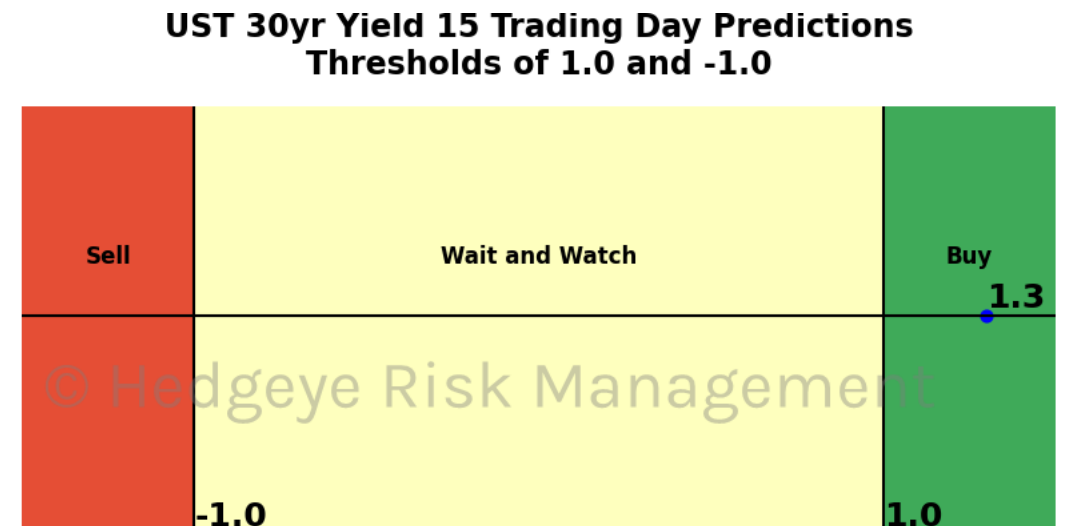 UST 30yr Yield 15 Trading Day Predictions
Thresholds of 1.0 and -1.0
Sell
Wait and Watch
Buy
1.3
© Hedgeye Risk Management
-1.0
1.0